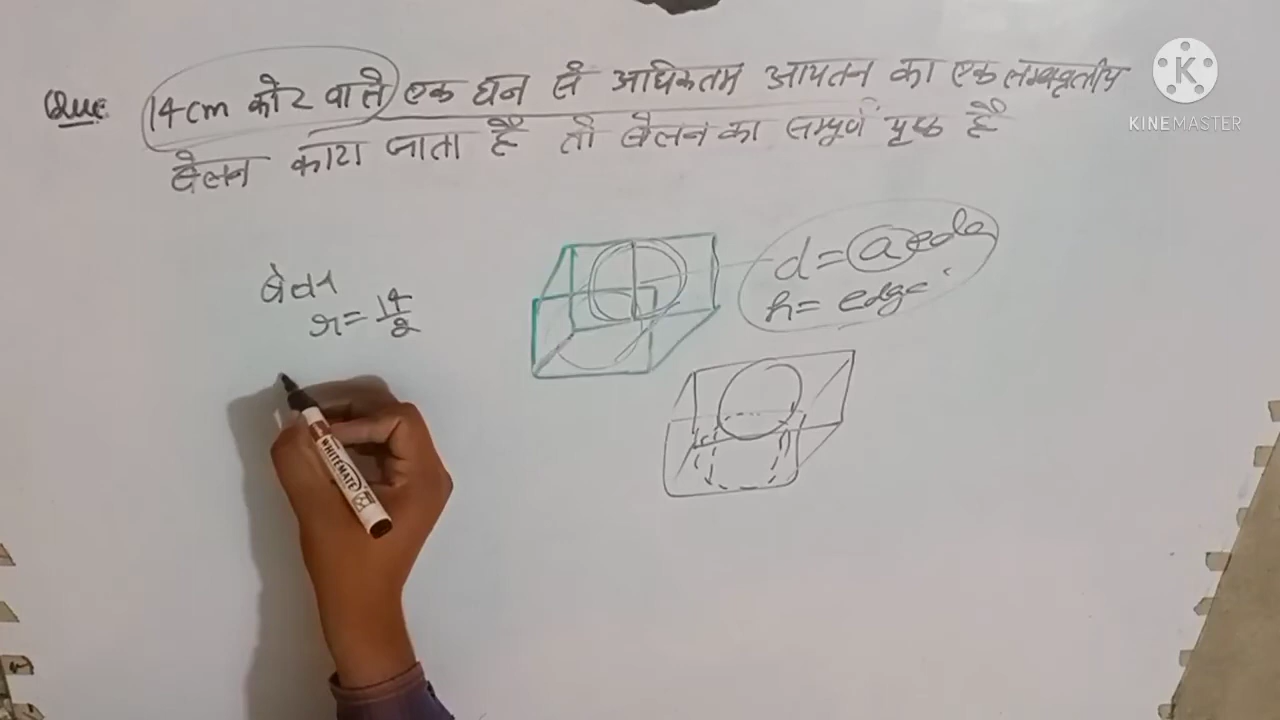 Que 14cm कोर वाले एक घन से अधिकतम आयतन का एक लम्बवृतीय
बेलन काटा जाता है तो बेलन का सम्पूर्ण पृष्ठ है
d = a edge
h = edge
बेलन
r = 14/2
WHITEMATE
K
KINEMASTER